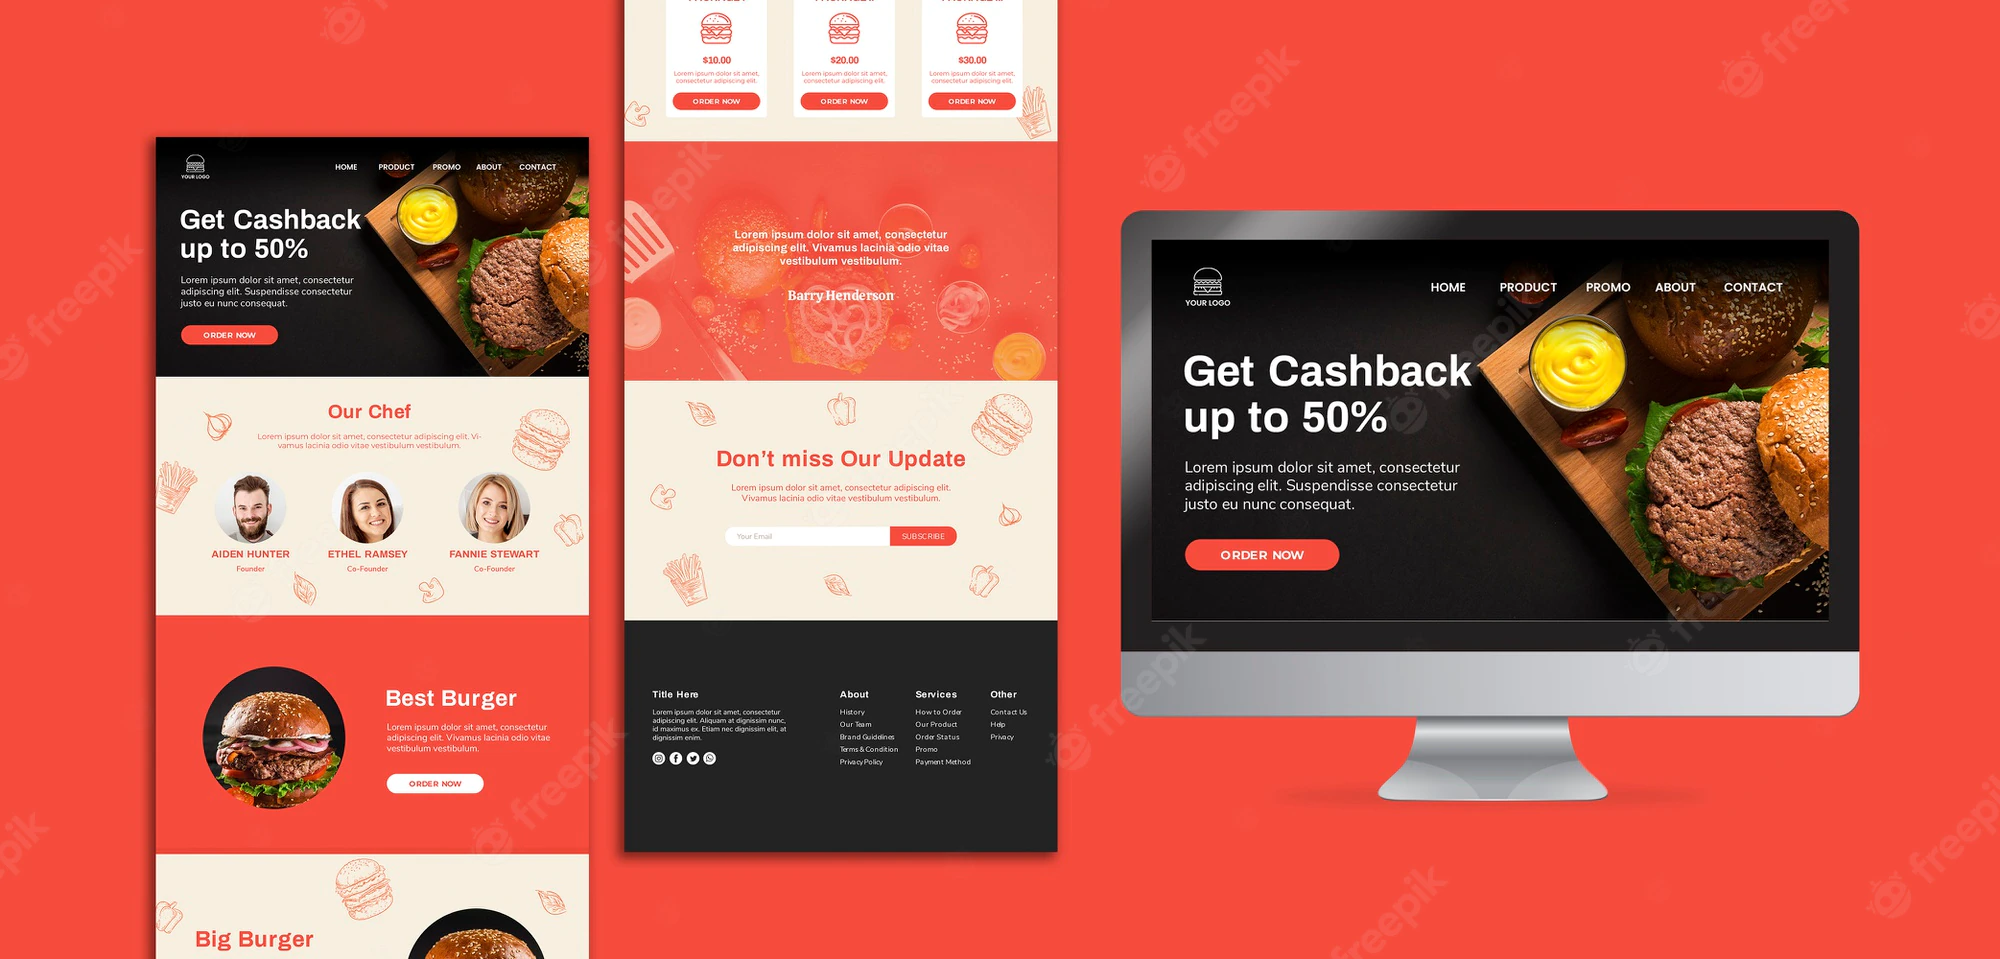 YOUR LOGO
HOME PRODUCT PROMO ABOUT CONTACT
Get Cashback
up to 50%
Lorem ipsum dolor sit amet, consectetur
adipiscing elit. Suspendisse consectetur
justo eu nunc consequat.
ORDER NOW
Our Chef
Lorem ipsum dolor sit amet, consectetur adipiscing elit. Vi-
vamus lacinia odio vitae vestibulum vestibulum.
AIDEN HUNTER
Founder
ETHEL RAMSEY
Co-Founder
FANNIE STEWART
Co-Founder
Best Burger
Lorem ipsum dolor sit amet, consectetur
adipiscing elit. Vivamus lacinia odio vitae
vestibulum vestibulum.
ORDER NOW
Big Burger
$10.00
Lorem ipsum dolor sit amet,
consectetur adipiscing elit.
ORDER NOW
$20.00
Lorem ipsum dolor sit amet,
consectetur adipiscing elit.
ORDER NOW
$30.00
Lorem ipsum dolor sit amet,
consectetur adipiscing elit.
ORDER NOW
Lorem ipsum dolor sit amet, consectetur
adipiscing elit. Vivamus lacinia odio vitae
vestibulum vestibulum.
Barry Henderson
Don't miss Our Update
Lorem ipsum dolor sit amet, consectetur adipiscing elit.
Vivamus lacinia odio vitae vestibulum vestibulum.
Your Email
SUBSCRIBE
Title Here
Lorem ipsum dolor sit amet, consectetur
adipiscing elit. Aliquam at dignissim nunc,
id maximus ex. Etiam nec dignissim elit, at
dignissim enim.
About
History
Our Team
Brand Guidelines
Terms & Condition
Privacy Policy
Services
How to Order
Our Product
Order Status
Promo
Payment Method
Other
Contact Us
Help
Privacy
YOUR LOGO
HOME PRODUCT PROMO ABOUT CONTACT
Get Cashback
up to 50%
Lorem ipsum dolor sit amet, consectetur
adipiscing elit. Suspendisse consectetur
justo eu nunc consequat.
ORDER NOW
freepik
freepik
freepik
freepik
freepik
freepik
freepik
freepik